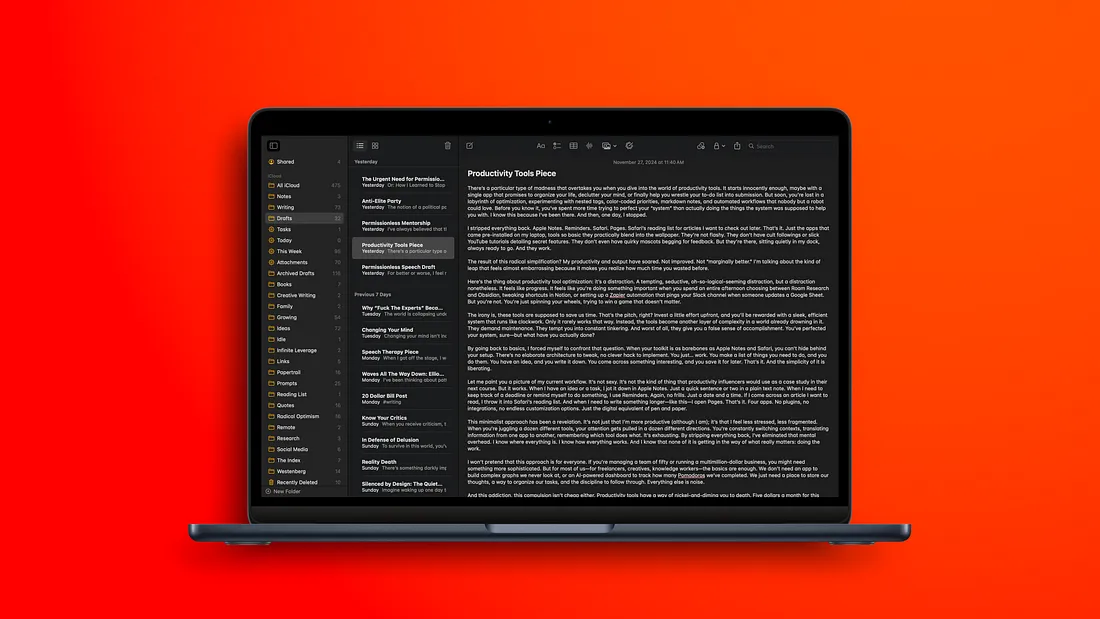 Shared 4
iCloud
All iCloud 475
Notes 3
Writing 73
Drafts 32
Tasks 1
Today 6
This Week
Attachments
Archived Drafts
Books 7
Creative Writing 2
Family 5
Growing 54
Ideas 72
Idle 1
Infinite Leverage 2
Links 5
Papertrail
Prompts 25
Reading List 1
Quotes 16
Radical Optimism
Remote 7
Research 3
Social Media 6
The Index 7
Westenberg 14
Recently Deleted
New Folder
Yesterday
The Urgent Need for Permissio...
Yesterday Or: How I Learned to Stop
Anti-Elite Party
Yesterday The notion of a political
Permissionless Mentorship
Yesterday I've always believed that
Productivity Tools Piece
Yesterday There's a particular type
Permissionless Speech Draft
Yesterday For better or worse, I feel
Previous 7 Days
Why "Fuck The Experts" Beca...
Tuesday The world is collapsing
Changing Your Mind
Tuesday Changing your mind isn't
Speech Therapy Piece
Monday When I got off the stage, I
Waves All The Way Down: Ellio...
Monday I've been thinking about
20 Dollar Bill Post
Monday #writing
Know Your Critics
Sunday When you receive criticism,
In Defense of Delusion
Sunday To survive in this world,
Reality Death
Sunday There's something darkly
Silenced by Design: The Quiet...
Sunday Imagine waking up one day
Aa
Search
November 27, 2024 at 11:40 AM
Productivity Tools Piece
There's a particular type of madness that overtakes you when you dive into the world of productivity tools. It starts innocently enough, maybe with a
single app that promises to organize your life, declutter your mind, or finally help you wrestle your to-do list into submission. But soon, you're lost in a
labyrinth of optimization, experimenting with nested tags, color-coded priorities, markdown notes, and automated workflows that nobody but a robot
could love. Before you know it, you've spent more time trying to perfect your "system" than actually doing the things the system was supposed to help
you with. I know this because I've been there. And then, one day, I stopped.
I stripped everything back. Apple Notes. Reminders. Safari. Pages. Safari's reading list for articles I want to check out later. That's it. Just the apps that
came pre-installed on my laptop, tools so basic they practically blend into the wallpaper. They're not flashy. They don't have cult followings or slick
YouTube tutorials detailing secret features. They don't even have quirky mascots begging for feedback. But they're there, sitting quietly in my dock,
always ready to go. And they work.
The result of this radical simplification? My productivity and output have soared. Not improved. Not "marginally better." I'm talking about the kind of
leap that feels almost embarrassing because it makes you realize how much time you wasted before.
Here's the thing about productivity tool optimization: it's a distraction. A tempting, seductive, oh-so-logical-seeming distraction, but a distraction
nonetheless. It feels like progress. It feels like you're doing something important when you spend an entire afternoon choosing between Roam Research
and Obsidian, tweaking shortcuts in Notion, or setting up a Zapier automation that pings your Slack channel when someone updates a Google Sheet.
But you're not. You're just spinning your wheels, trying to win a game that doesn't matter.
The irony is, these tools are supposed to save us time. That's the pitch, right? Invest a little effort upfront, and you'll be rewarded with a sleek, efficient
system that runs like clockwork. Only it rarely works that way. Instead, the tools become another layer of complexity in a world already drowning in it.
They demand maintenance. They tempt you into constant tinkering. And worst of all, they give you a false sense of accomplishment. You've perfected
your system, sure—but what have you actually done?
By going back to basics, I forced myself to confront that question. When your toolkit is as barebones as Apple Notes and Safari, you can't hide behind
your setup. There's no elaborate architecture to tweak, no clever hack to implement. You just... work. You make a list of things you need to do, and you
do them. You have an idea, and you write it down. You come across something interesting, and you save it for later. That's it. And the simplicity of it is
liberating.
Let me paint you a picture of my current workflow. It's not sexy. It's not the kind of thing that productivity influencers would use as a case study in their
next course. But it works. When I have an idea or a task, I jot it down in Apple Notes. Just a quick sentence or two in a plain text note. When I need to
keep track of a deadline or remind myself to do something, I use Reminders. Again, no frills. Just a date and a time. If I come across an article I want to
read, I throw it into Safari's reading list. And when I need to write something longer—like this—I open Pages. That's it. Four apps. No plugins, no
integrations, no endless customization options. Just the digital equivalent of pen and paper.
This minimalist approach has been a revelation. It's not just that I'm more productive (although I am); it's that I feel less stressed, less fragmented.
When you're juggling a dozen different tools, your attention gets pulled in a dozen different directions. You're constantly switching contexts, translating
information from one app to another, remembering which tool does what. It's exhausting. By stripping everything back, I've eliminated that mental
overhead. I know where everything is. I know how everything works. And I know that none of it is getting in the way of what really matters: doing the
work.
I won't pretend that this approach is for everyone. If you're managing a team of fifty or running a multimillion-dollar business, you might need
something more sophisticated. But for most of us—for freelancers, creatives, knowledge workers—the basics are enough. We don't need an app to
build complex graphs we never look at, or an AI-powered dashboard to track how many Pomodoros we've completed. We just need a place to store our
thoughts, a way to organize our tasks, and the discipline to follow through. Everything else is noise.
And this addiction, this compulsion isn't cheap either. Productivity tools have a way of nickel-and-diming you to death. Five dollars a month for this